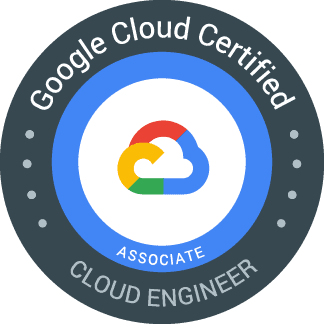 Google Cloud Certified
ASSOCIATE
CLOUD ENGINEER